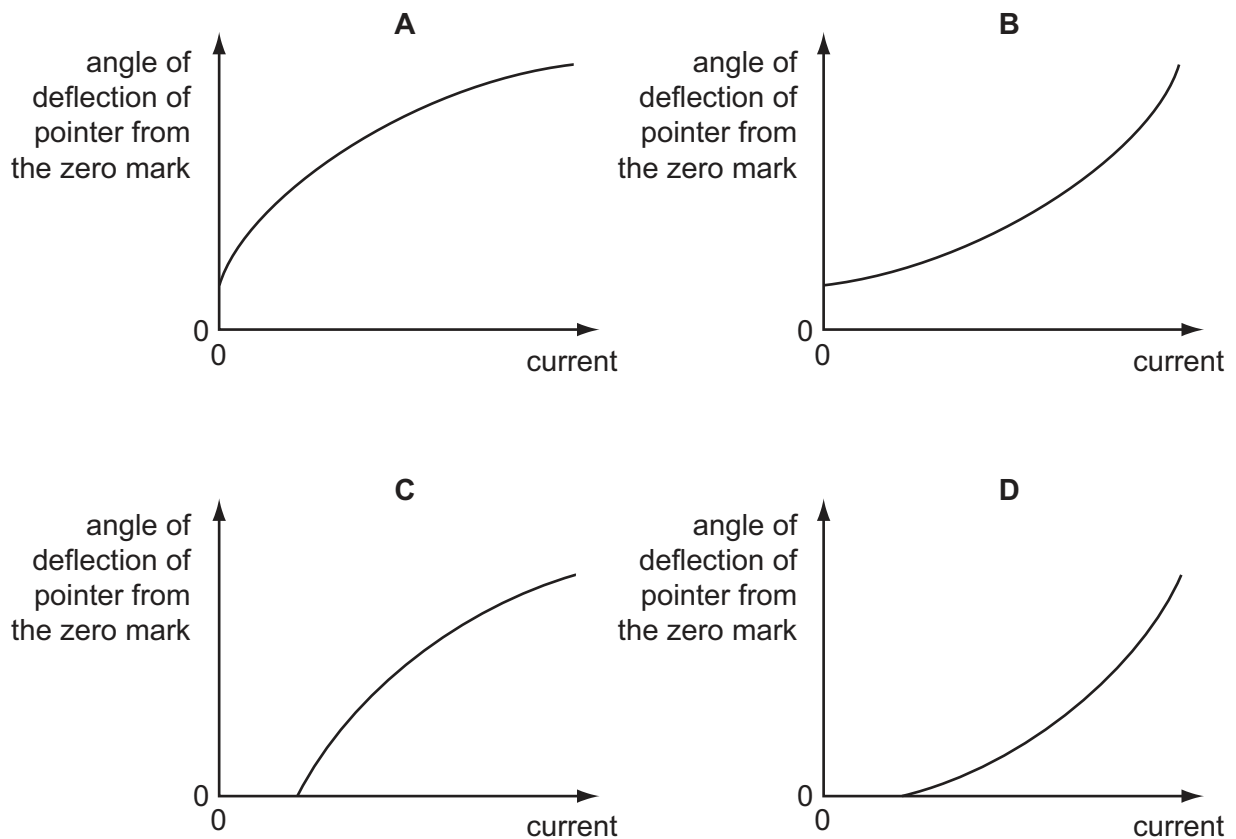 A
angle of
deflection of
pointer from
the zero mark
0
0
current
B
angle of
deflection of
pointer from
the zero mark
0
0
current
C
angle of
deflection of
pointer from
the zero mark
0
0
current
D
angle of
deflection of
pointer from
the zero mark
0
0
current